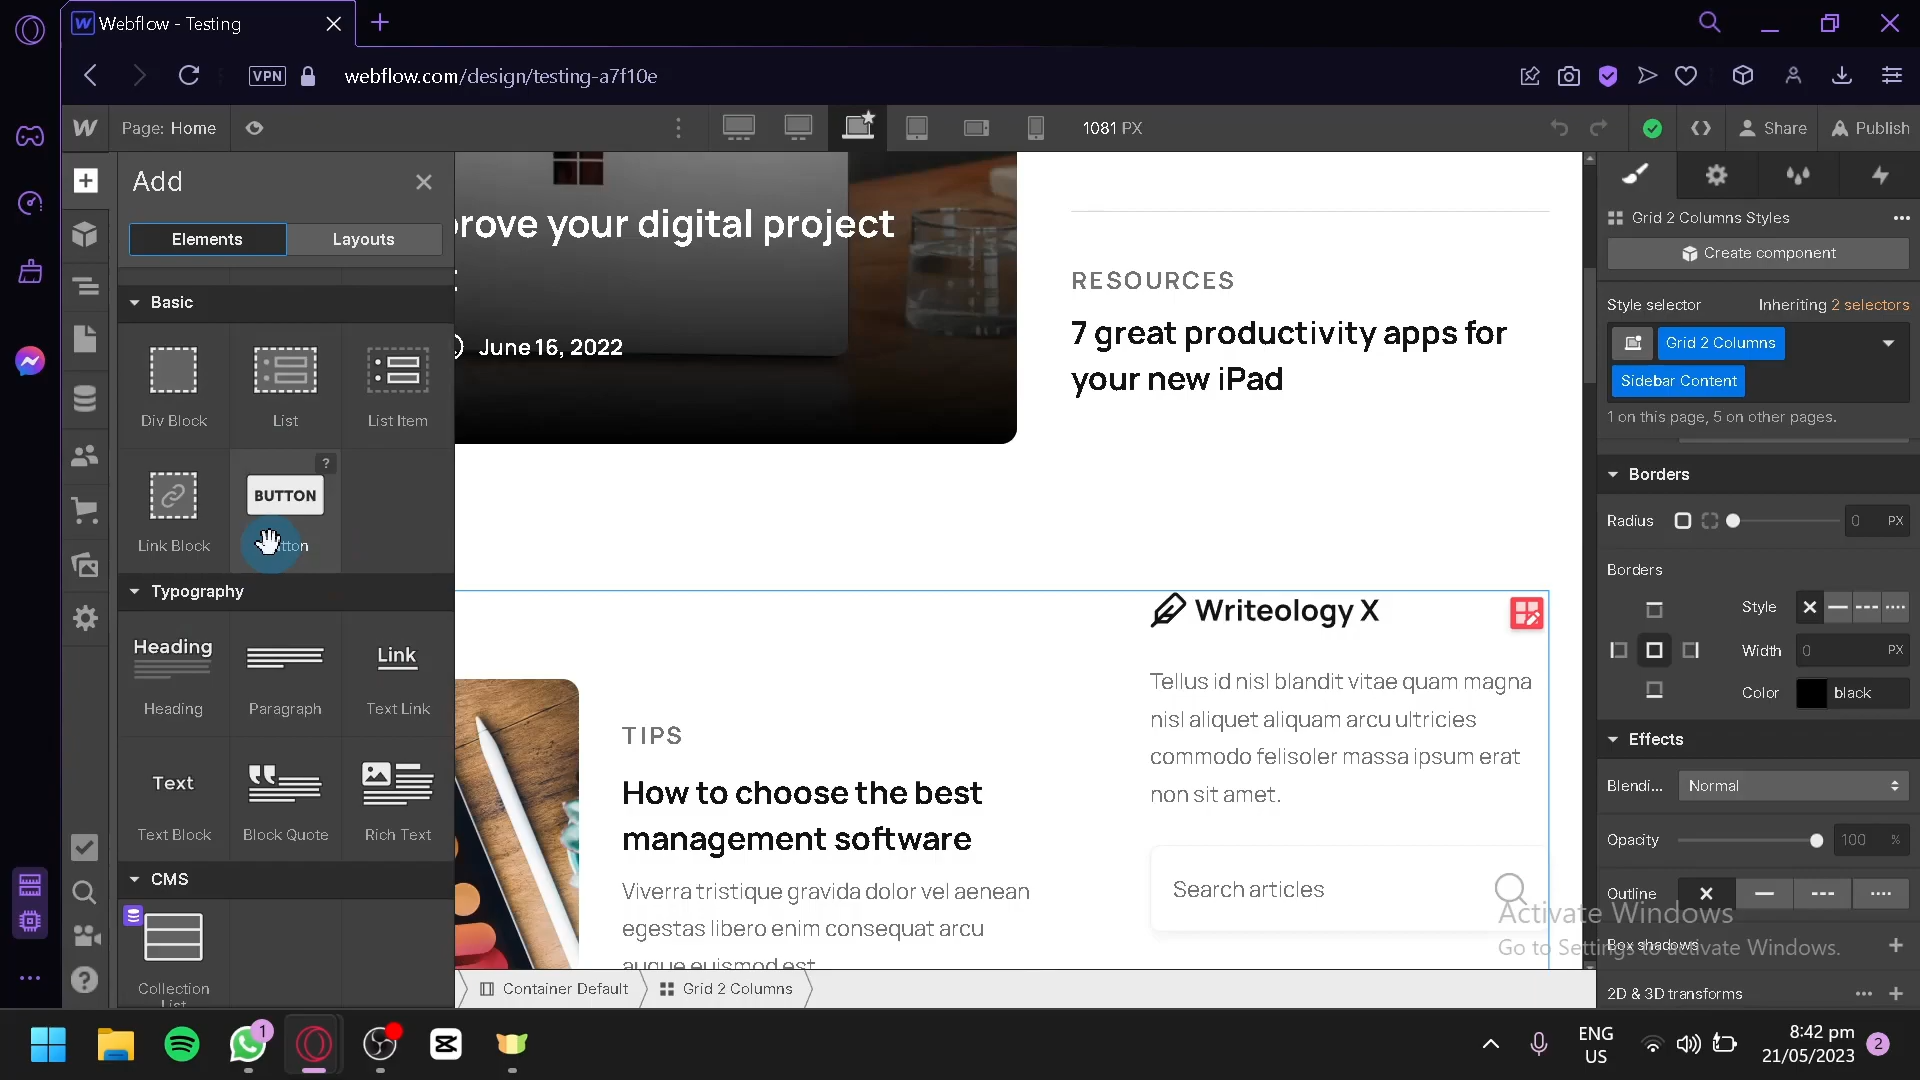 Webflow - Testing
VPN
webflow.com/design/testing-a7f10e
Page: Home
1081 PX
Share
Publish
Add
Elements
Layouts
Basic
Div Block
List
List Item
?
BUTTON
Link Block
Typography
Heading
Link
Heading
Paragraph
Text Link
Text
Text Block
Block Quote
Rich Text
CMS
Collection
List
prove your digital project
June 16, 2022
RESOURCES
7 great productivity apps for
your new iPad
Writeology X
Tellus id nisl blandit vitae quam magna
nisl aliquet aliquam arcu ultricies
commodo felisoler massa ipsum erat
non sit amet.
Search articles
TIPS
How to choose the best
management software
Viverra tristique gravida dolor vel aenean
egestas libero enim consequat arcu
augue euismod est
Container Default
Grid 2 Columns
Grid 2 Columns Styles
Create component
Style selector
Inheriting 2 selectors
Grid 2 Columns
Sidebar Content
1 on this page, 5 on other pages.
Borders
Radius
0 PX
Borders
Style
Width
0 PX
Color
black
Effects
Blendi...
Normal
Opacity
100 %
Outline
Box shadows
2D & 3D transforms
Activate Windows
Go to Settings to activate Windows.
1
ENG
US
8:42 pm
21/05/2023
2